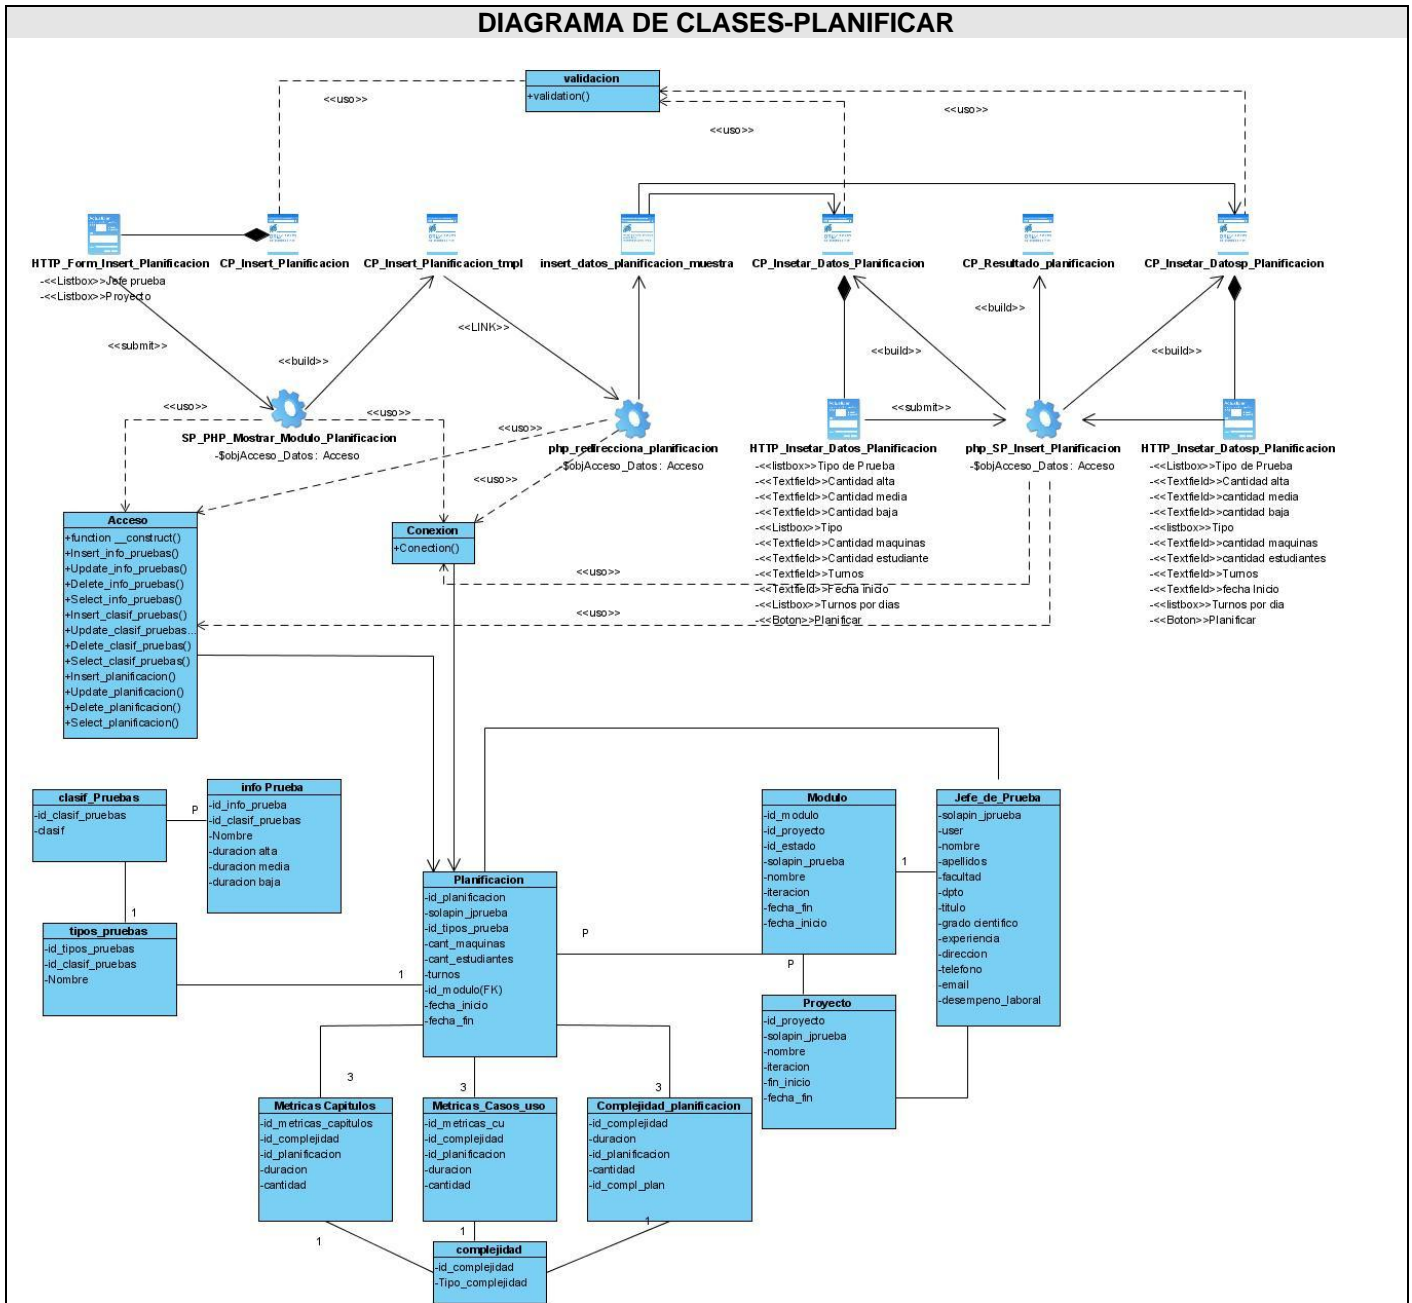 DIAGRAMA DE CLASES-PLANIFICAR
validacion
+validation()
<<uso>>
<<uso>>
<<uso>>
HTTP_Form_Insert_Planificacion
-<<Listbox>>Jefe prueba
-<<Listbox>>Proyecto
CP_Insert_Planificacion
CP_Insert_Planificacion_tmpl
insert_datos_planificacion_muestra
CP_Insetar_Datos_Planificacion
CP_Resultado_planificacion
CP_Insetar_Datosp_Planificacion
<<submit>>
<<build>>
<<LINK>>
<<build>>
<<build>>
<<build>>
<<submit>>
<<uso>>
<<uso>>
<<uso>>
<<uso>>
SP_PHP_Mostrar_Modulo_Planificacion
-$objAcceso_Datos: Acceso
php_redirecciona_planificacion
-$objAcceso_Datos: Acceso
HTTP_Insetar_Datos_Planificacion
-<<listbox>>Tipo de Prueba
-<<Textfield>>Cantidad alta
-<<Textfield>>Cantidad media
-<<Textfield>>Cantidad baja
-<<Listbox>>Tipo
-<<Textfield>>Cantidad maquinas
-<<Textfield>>Cantidad estudiante
-<<Textfield>>Turnos
-<<Textfield>>Fecha inicio
-<<Listbox>>Turnos por dias
-<<Boton>>Planificar
php_SP_Insert_Planificacion
-$objAcceso_Datos: Acceso
HTTP_Insetar_Datosp_Planificacion
-<<Listbox>>Tipo de Prueba
-<<Textfield>>Cantidad alta
-<<Textfield>>cantidad media
-<<Textfield>>cantidad baja
-<<listbox>>Tipo
-<<Textfield>>cantidad maquinas
-<<Textfield>>cantidad estudiantes
-<<Textfield>>Turnos
-<<Textfield>>fecha Inicio
-<<listbox>>Turnos por dia
-<<Boton>>Planificar
<<uso>>
<<uso>>
Acceso
+function __construct()
+Insert_info_pruebas()
+Update_info_pruebas()
+Delete_info_pruebas()
+Select_info_pruebas()
+Insert_clasif_pruebas()
+Update_clasif_pruebas...
+Delete_clasif_pruebas()
+Select_clasif_pruebas()
+Insert_planificacion()
+Update_planificacion()
+Delete_planificacion()
+Select_planificacion()
Conexion
+Conection()
clasif_Pruebas
-id_clasif_pruebas
-clasif
P
info Prueba
-id_info_prueba
-id_clasif_pruebas
-Nombre
-duracion alta
-duracion media
-duracion baja
1
tipos_pruebas
-id_tipos_pruebas
-id_clasif_pruebas
-Nombre
1
Planificacion
-id_planificacion
-solapin_jprueba
-id_tipos_prueba
-cant_maquinas
-cant_estudiantes
-turnos
-id_modulo(FK)
-fecha_inicio
-fecha_fin
P
Modulo
-id_modulo
-id_proyecto
-id_estado
-solapin_prueba
-nombre
-iteracion
-fecha_fin
-fecha_inicio
1
Jefe_de_Prueba
-solapin_jprueba
-user
-nombre
-apellidos
-facultad
-dpto
-titulo
-grado cientifico
-experiencia
-direccion
-telefono
-email
-desempeno_laboral
P
Proyecto
-id_proyecto
-solapin_jprueba
-nombre
-iteracion
-fin_inicio
-fecha_fin
3
3
3
Metricas Capitulos
-id_metricas_capitulos
-id_complejidad
-id_planificacion
-duracion
-cantidad
Metricas_Casos_uso
-id_metricas_cu
-id_complejidad
-id_planificacion
-duracion
-cantidad
Complejidad_planificacion
-id_complejidad
-duracion
-id_planificacion
-cantidad
-id_compl_plan
1
1
1
complejidad
-id_complejidad
-Tipo_complejidad